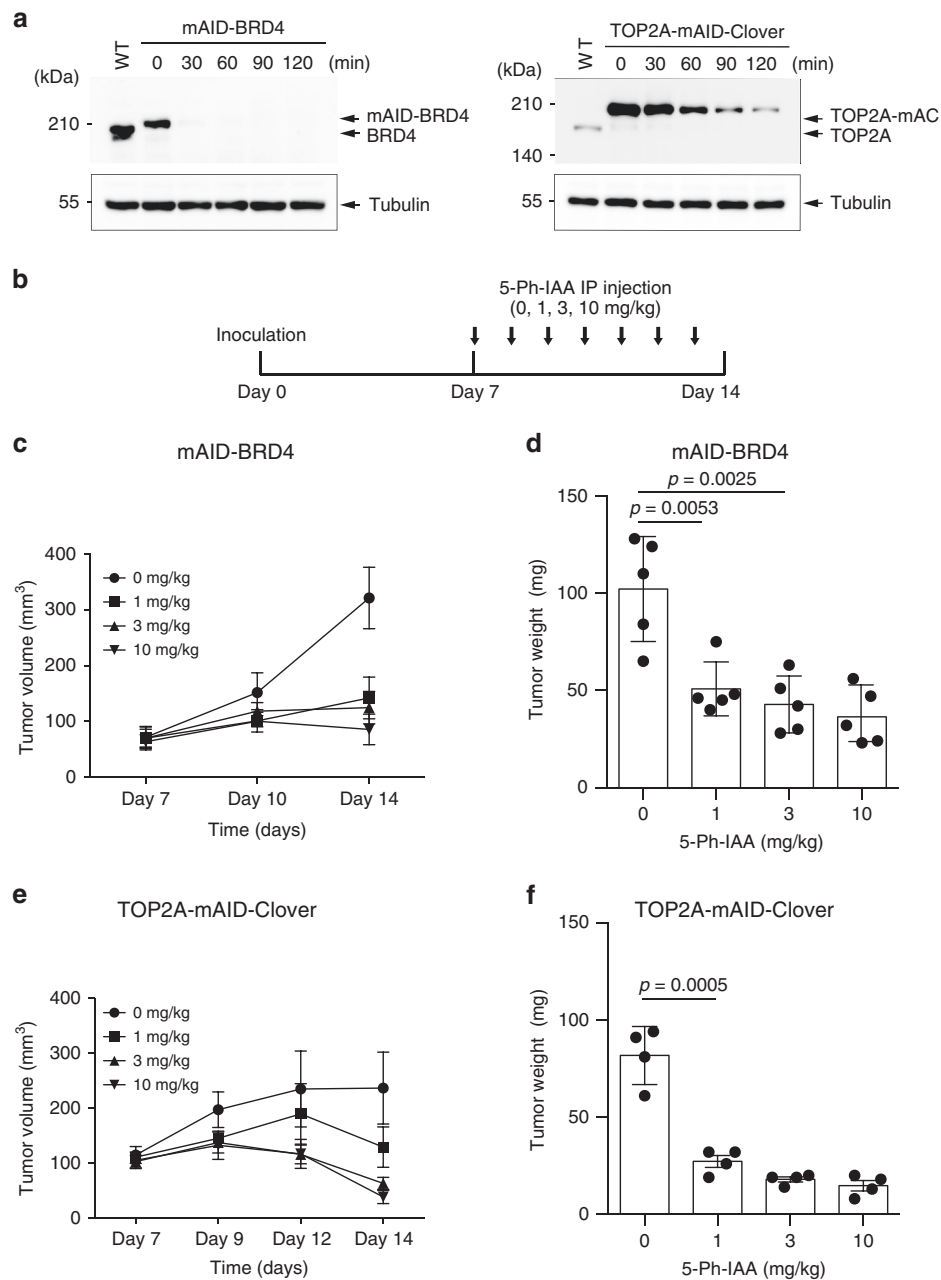 a
mAID-BRD4
WT 0 30 60 90 120 (min)
(kDa)
210
mAID-BRD4
BRD4
55
Tubulin
TOP2A-mAID-Clover
W T 0 30 60 90 120 (min)
(kDa)
210
TOP2A-mAC
TOP2A
140
55
Tubulin
b
5-Ph-IAA IP injection
(0, 1, 3, 10 mg/kg)
Inoculation
Day 0 Day 7 Day 14
c
mAID-BRD4
400
300
200
100
0
Tumor volume (mm³)
0 mg/kg
1 mg/kg
3 mg/kg
10 mg/kg
Day 7 Day 10 Day 14
Time (days)
d
mAID-BRD4
p = 0.0025
p = 0.0053
150
100
50
0
Tumor weight (mg)
0 1 3 10
5-Ph-IAA (mg/kg)
e
TOP2A-mAID-Clover
400
300
200
100
0
Tumor volume (mm³)
0 mg/kg
1 mg/kg
3 mg/kg
10 mg/kg
Day 7 Day 9 Day 12 Day 14
Time (days)
f
TOP2A-mAID-Clover
p = 0.0005
150
100
50
0
Tumor weight (mg)
0 1 3 10
5-Ph-IAA (mg/kg)